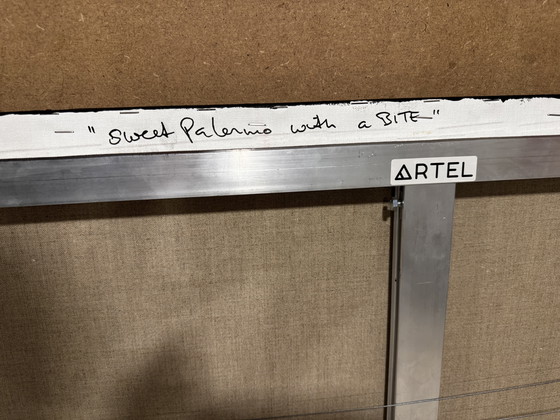 "Sweet Palermo with a BITE"
ARTEL